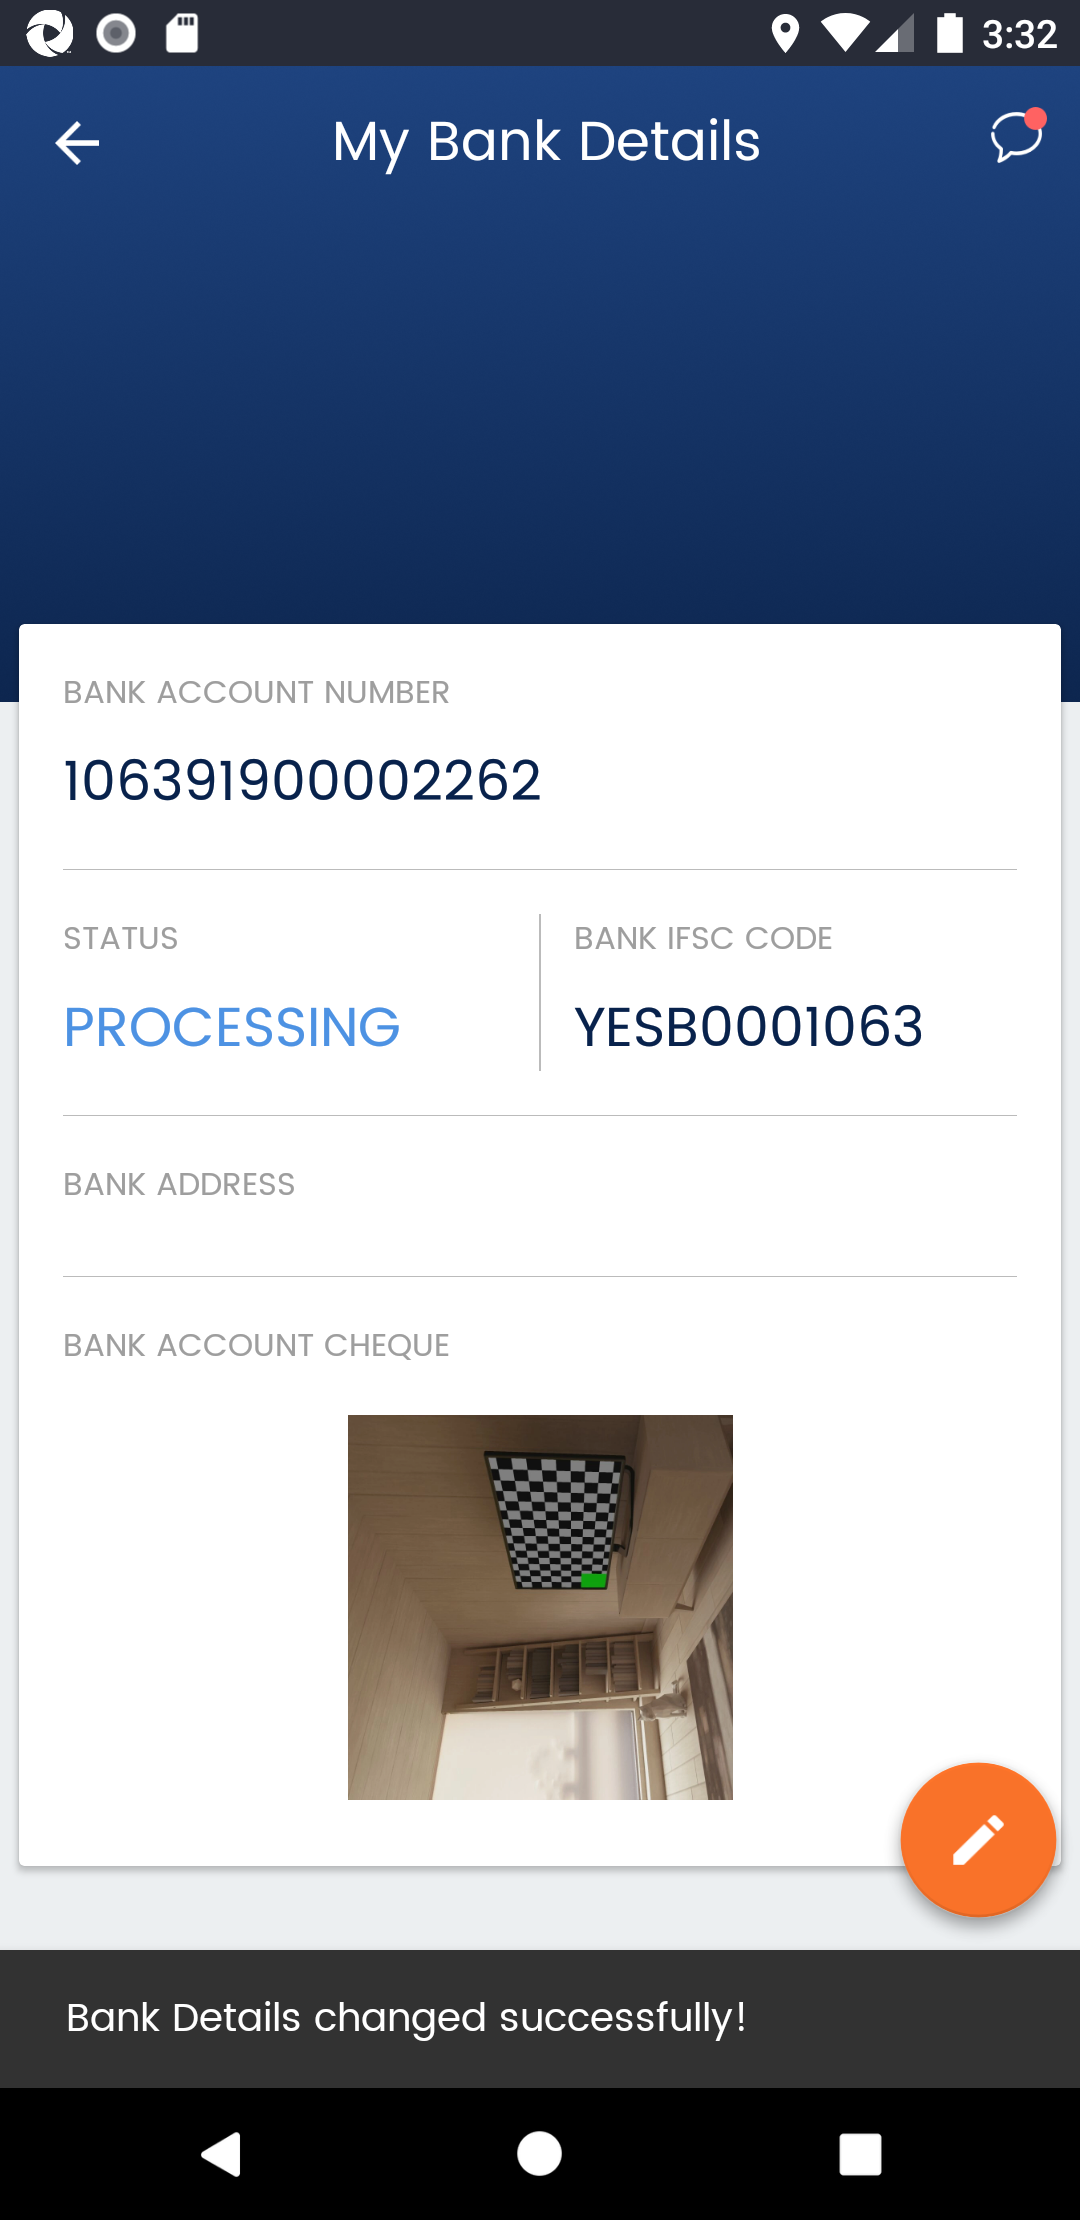 3:32
My Bank Details
BANK ACCOUNT NUMBER
106391900002262
STATUS
BANK IFSC CODE
PROCESSING
YESB0001063
BANK ADDRESS
BANK ACCOUNT CHEQUE
Bank Details changed successfully!